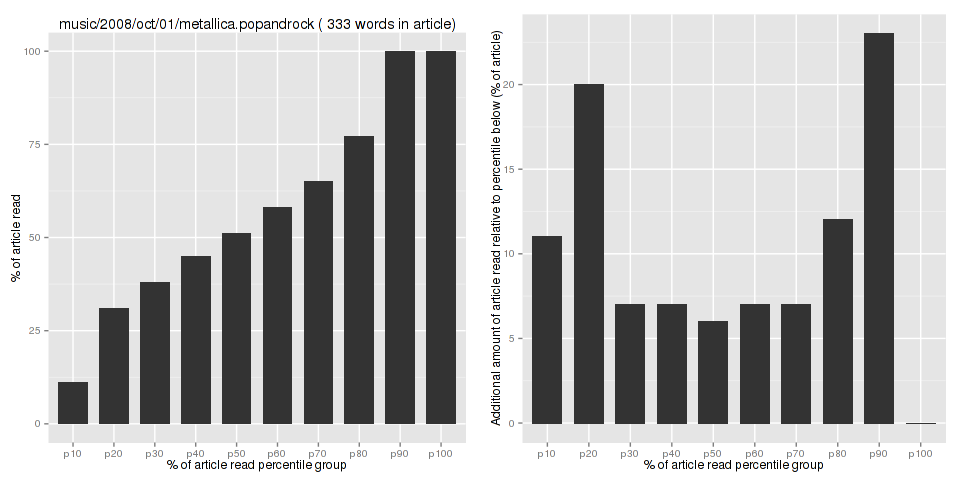 music/2008/oct/01/metallica.popandrock ( 333 words in article)
% of article read
100
75
50
25
0
p10 p20 p30 p40 p50 p60 p70 p80 p90 p100
% of article read percentile group
Additional amount of article read relative to percentile below (% of article)
20
15
10
5
0
p10 p20 p30 p40 p50 p60 p70 p80 p90 p100
% of article read percentile group